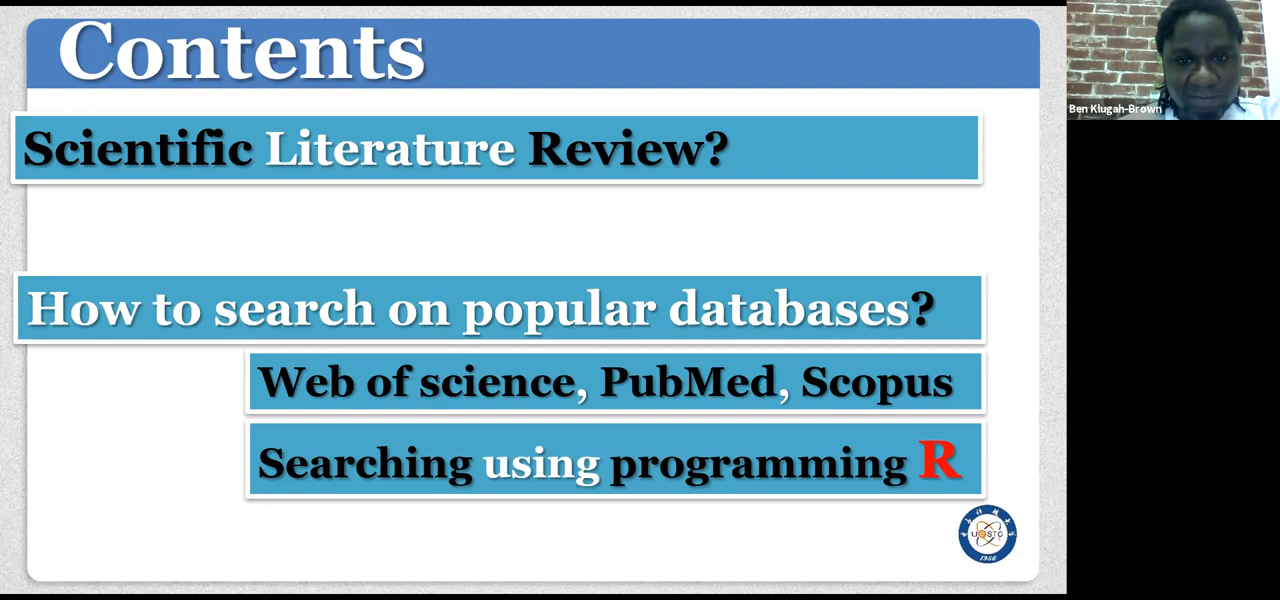 Contents
Scientific Literature Review?
How to search on popular databases?
Web of science, PubMed, Scopus
Searching using programming R
Ben Klugah-Brown
1956